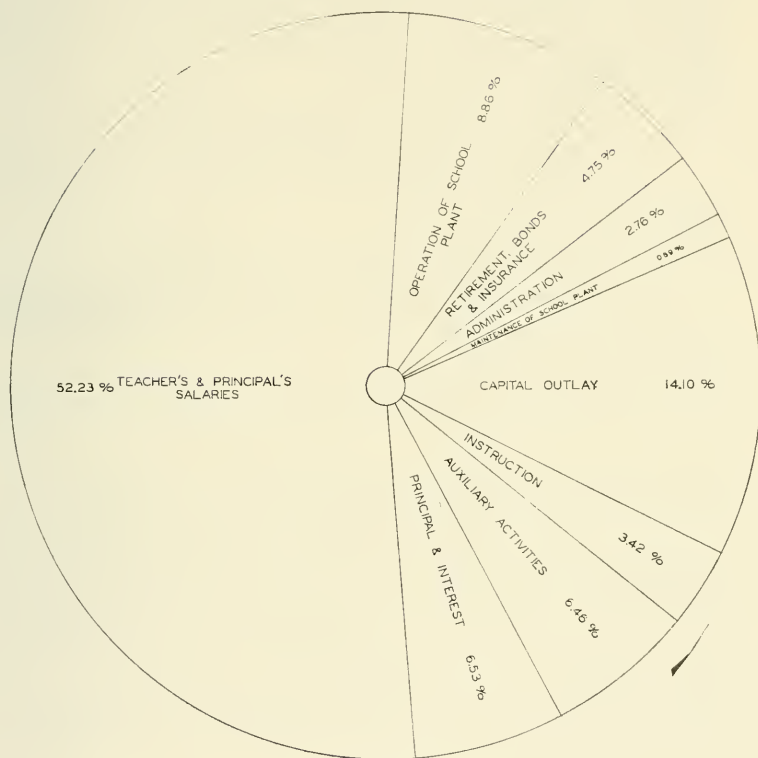 OPERATION OF SCHOOL
PLANT
8.86 %
RETIREMENT, BONDS
& INSURANCE
4.75 %
ADMINISTRATION
2.76 %
MAINTENANCE OF SCHOOL PLANT
0.89 %
CAPITAL OUTLAY 14.10 %
INSTRUCTION
3.42 %
AUXILIARY ACTIVITIES
6.46 %
PRINCIPAL & INTEREST
6.53 %
52.23 % TEACHER'S & PRINCIPAL'S
SALARIES